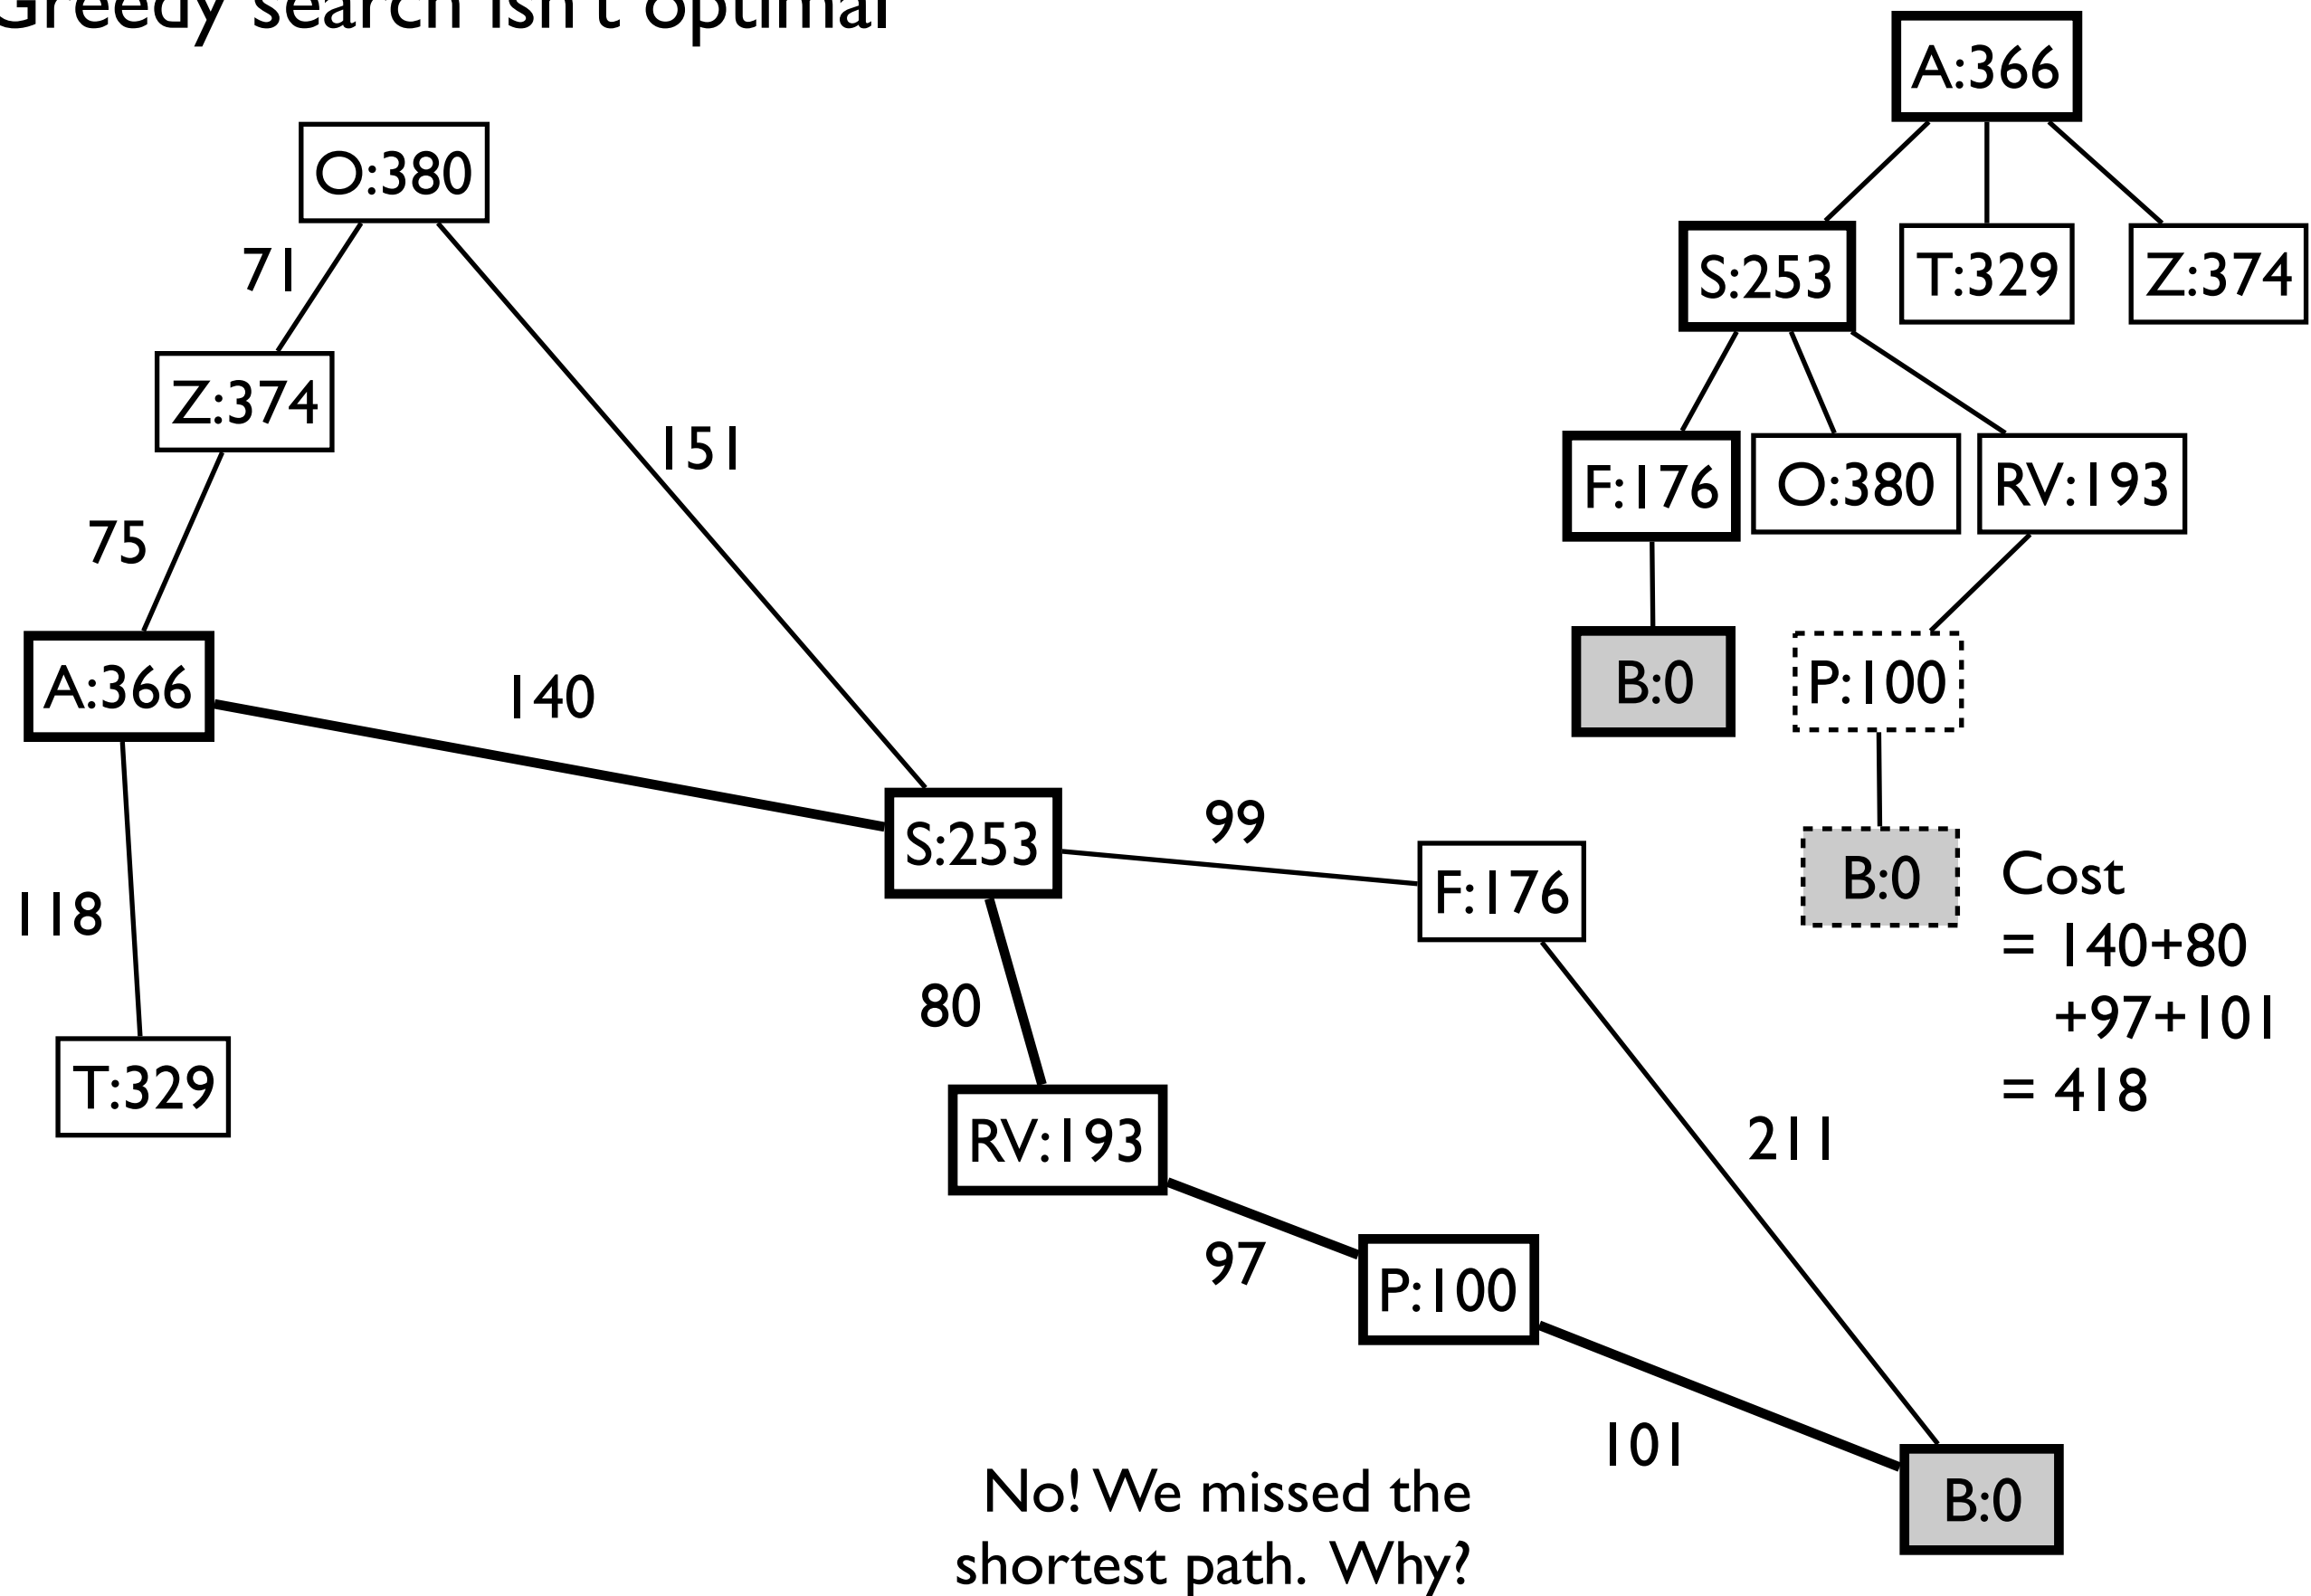 Greedy search isn't optimal
A:366
O:380
S:253
T:329
Z:374
71
Z:374
151
F:176
O:380
RV:193
75
A:366
140
B:0
P:100
S:253
99
F:176
B:0
Cost
= 140+80
+97+101
= 418
118
80
T:329
RV:193
211
97
P:100
101
B:0
No! We missed the
shortest path. Why?